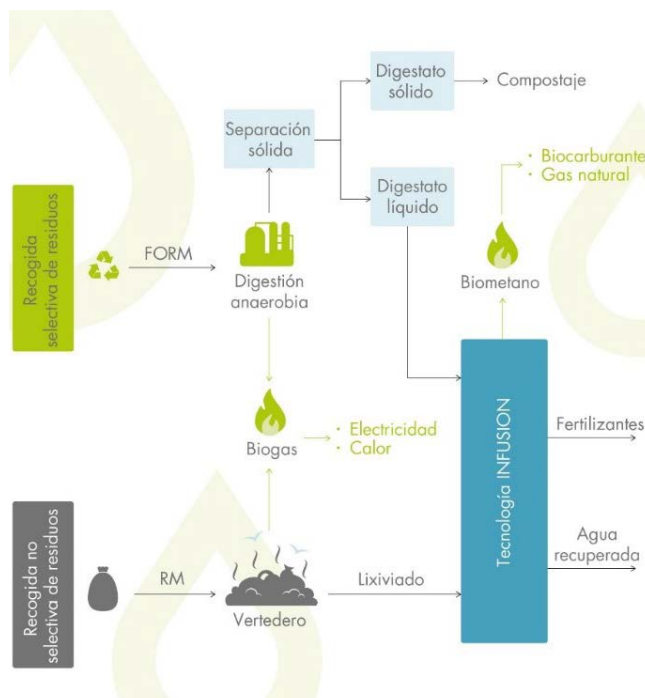 Recogida
selectiva de residuos
FORM
Separación
sólida
Digestato
sólido
Compostaje
Digestato
líquido
Digestión
anaerobia
· Biocarburante
· Gas natural
Biometano
Biogas
· Electricidad
· Calor
Tecnología INFUSION
Fertilizantes
Agua
recuperada
Recogida no
selectiva de residuos
RM
Vertedero
Lixiviado